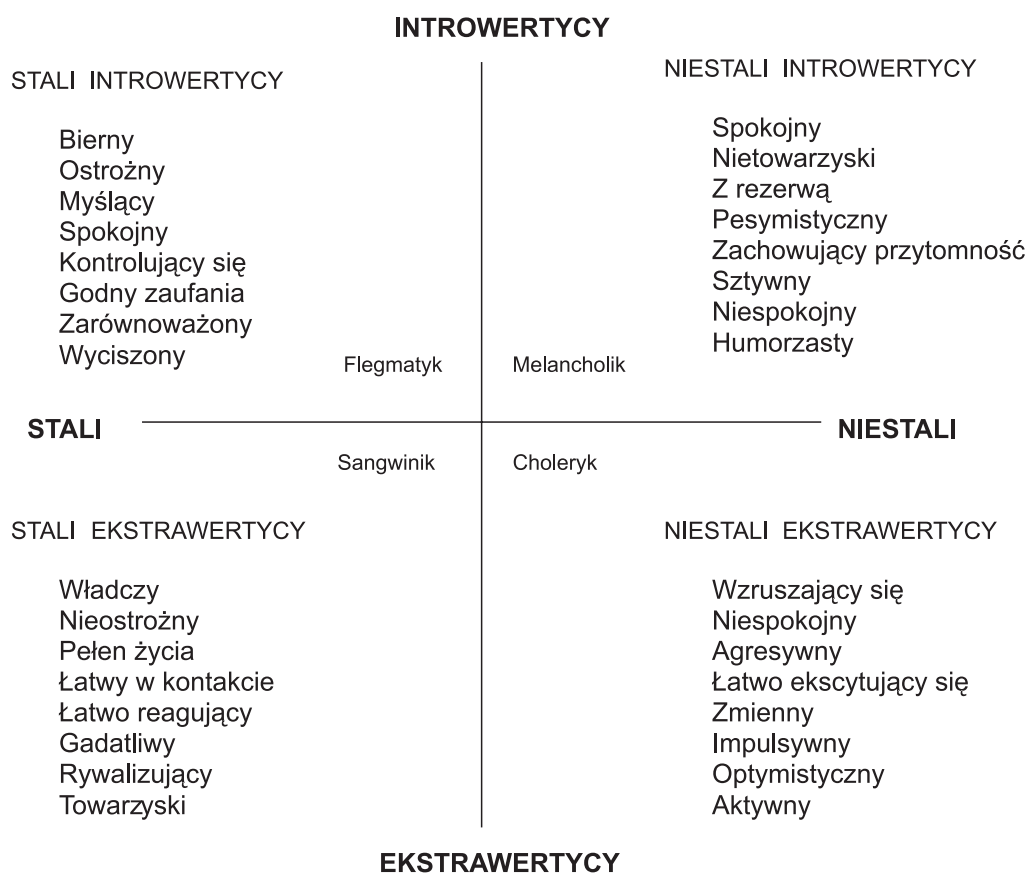 INTROWERTYCY
STALI INTROWERTYCY
Bierny
Ostrożny
Myślący
Spokojny
Kontrolujący się
Godny zaufania
Zarównoważony
Wyciszony
Flegmatyk
NIESTALI INTROWERTYCY
Spokojny
Nietowarzyski
Z rezerwą
Pesymistyczny
Zachowujący przytomność
Sztywny
Niespokojny
Humorzasty
Melancholik
STALI
NIESTALI
Sangwinik
STALI EKSTRAWERTYCY
Władczy
Nieostrożny
Pełen życia
Łatwy w kontakcie
Łatwo reagujący
Gadatliwy
Rywalizujący
Towarzyski
Choleryk
NIESTALI EKSTRAWERTYCY
Wzruszający się
Niespokojny
Agresywny
Łatwo ekscytujący się
Zmienny
Impulsywny
Optymistyczny
Aktywny
EKSTRAWERTYCY